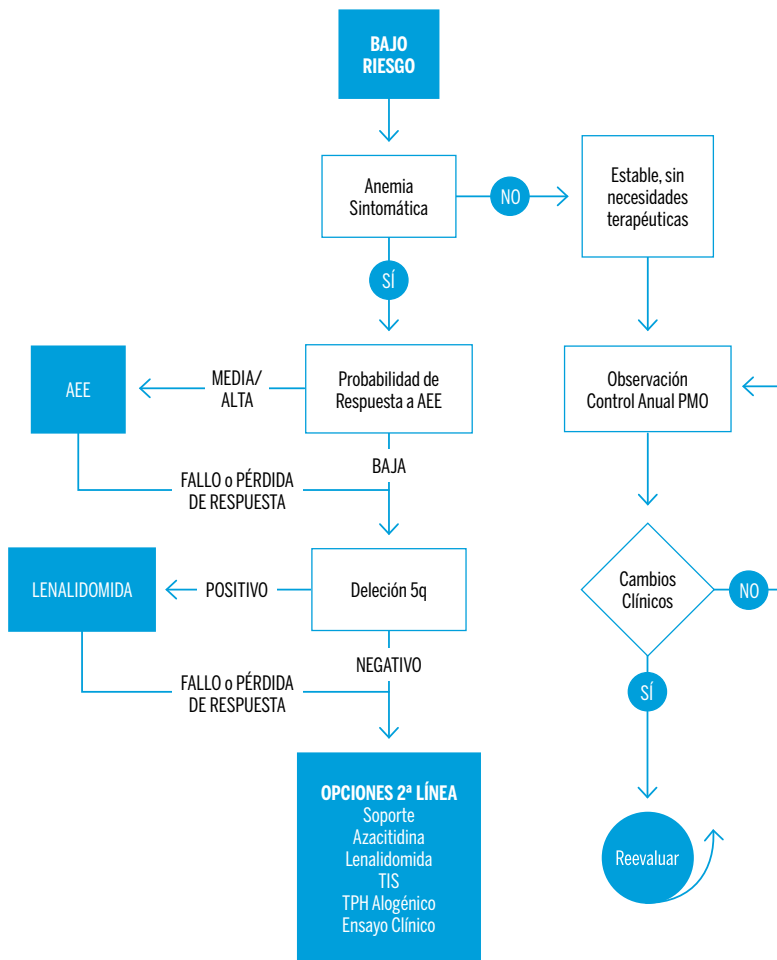 BAJO
RIESGO
Anemia
Sintomática
NO
Estable, sin
necesidades
terapéuticas
SÍ
AEE
MEDIA/
ALTA
Probabilidad de
Respuesta a AEE
Observación
Control Anual PMO
BAJA
FALLO o PÉRDIDA
DE RESPUESTA
LENALIDOMIDA
POSITIVO
Deleción 5q
Cambios
Clínicos
NO
NEGATIVO
FALLO o PÉRDIDA
DE RESPUESTA
SÍ
OPCIONES 2ª LÍNEA
Soporte
Azacitidina
Lenalidomida
TIS
TPH Alogénico
Ensayo Clínico
Reevaluar